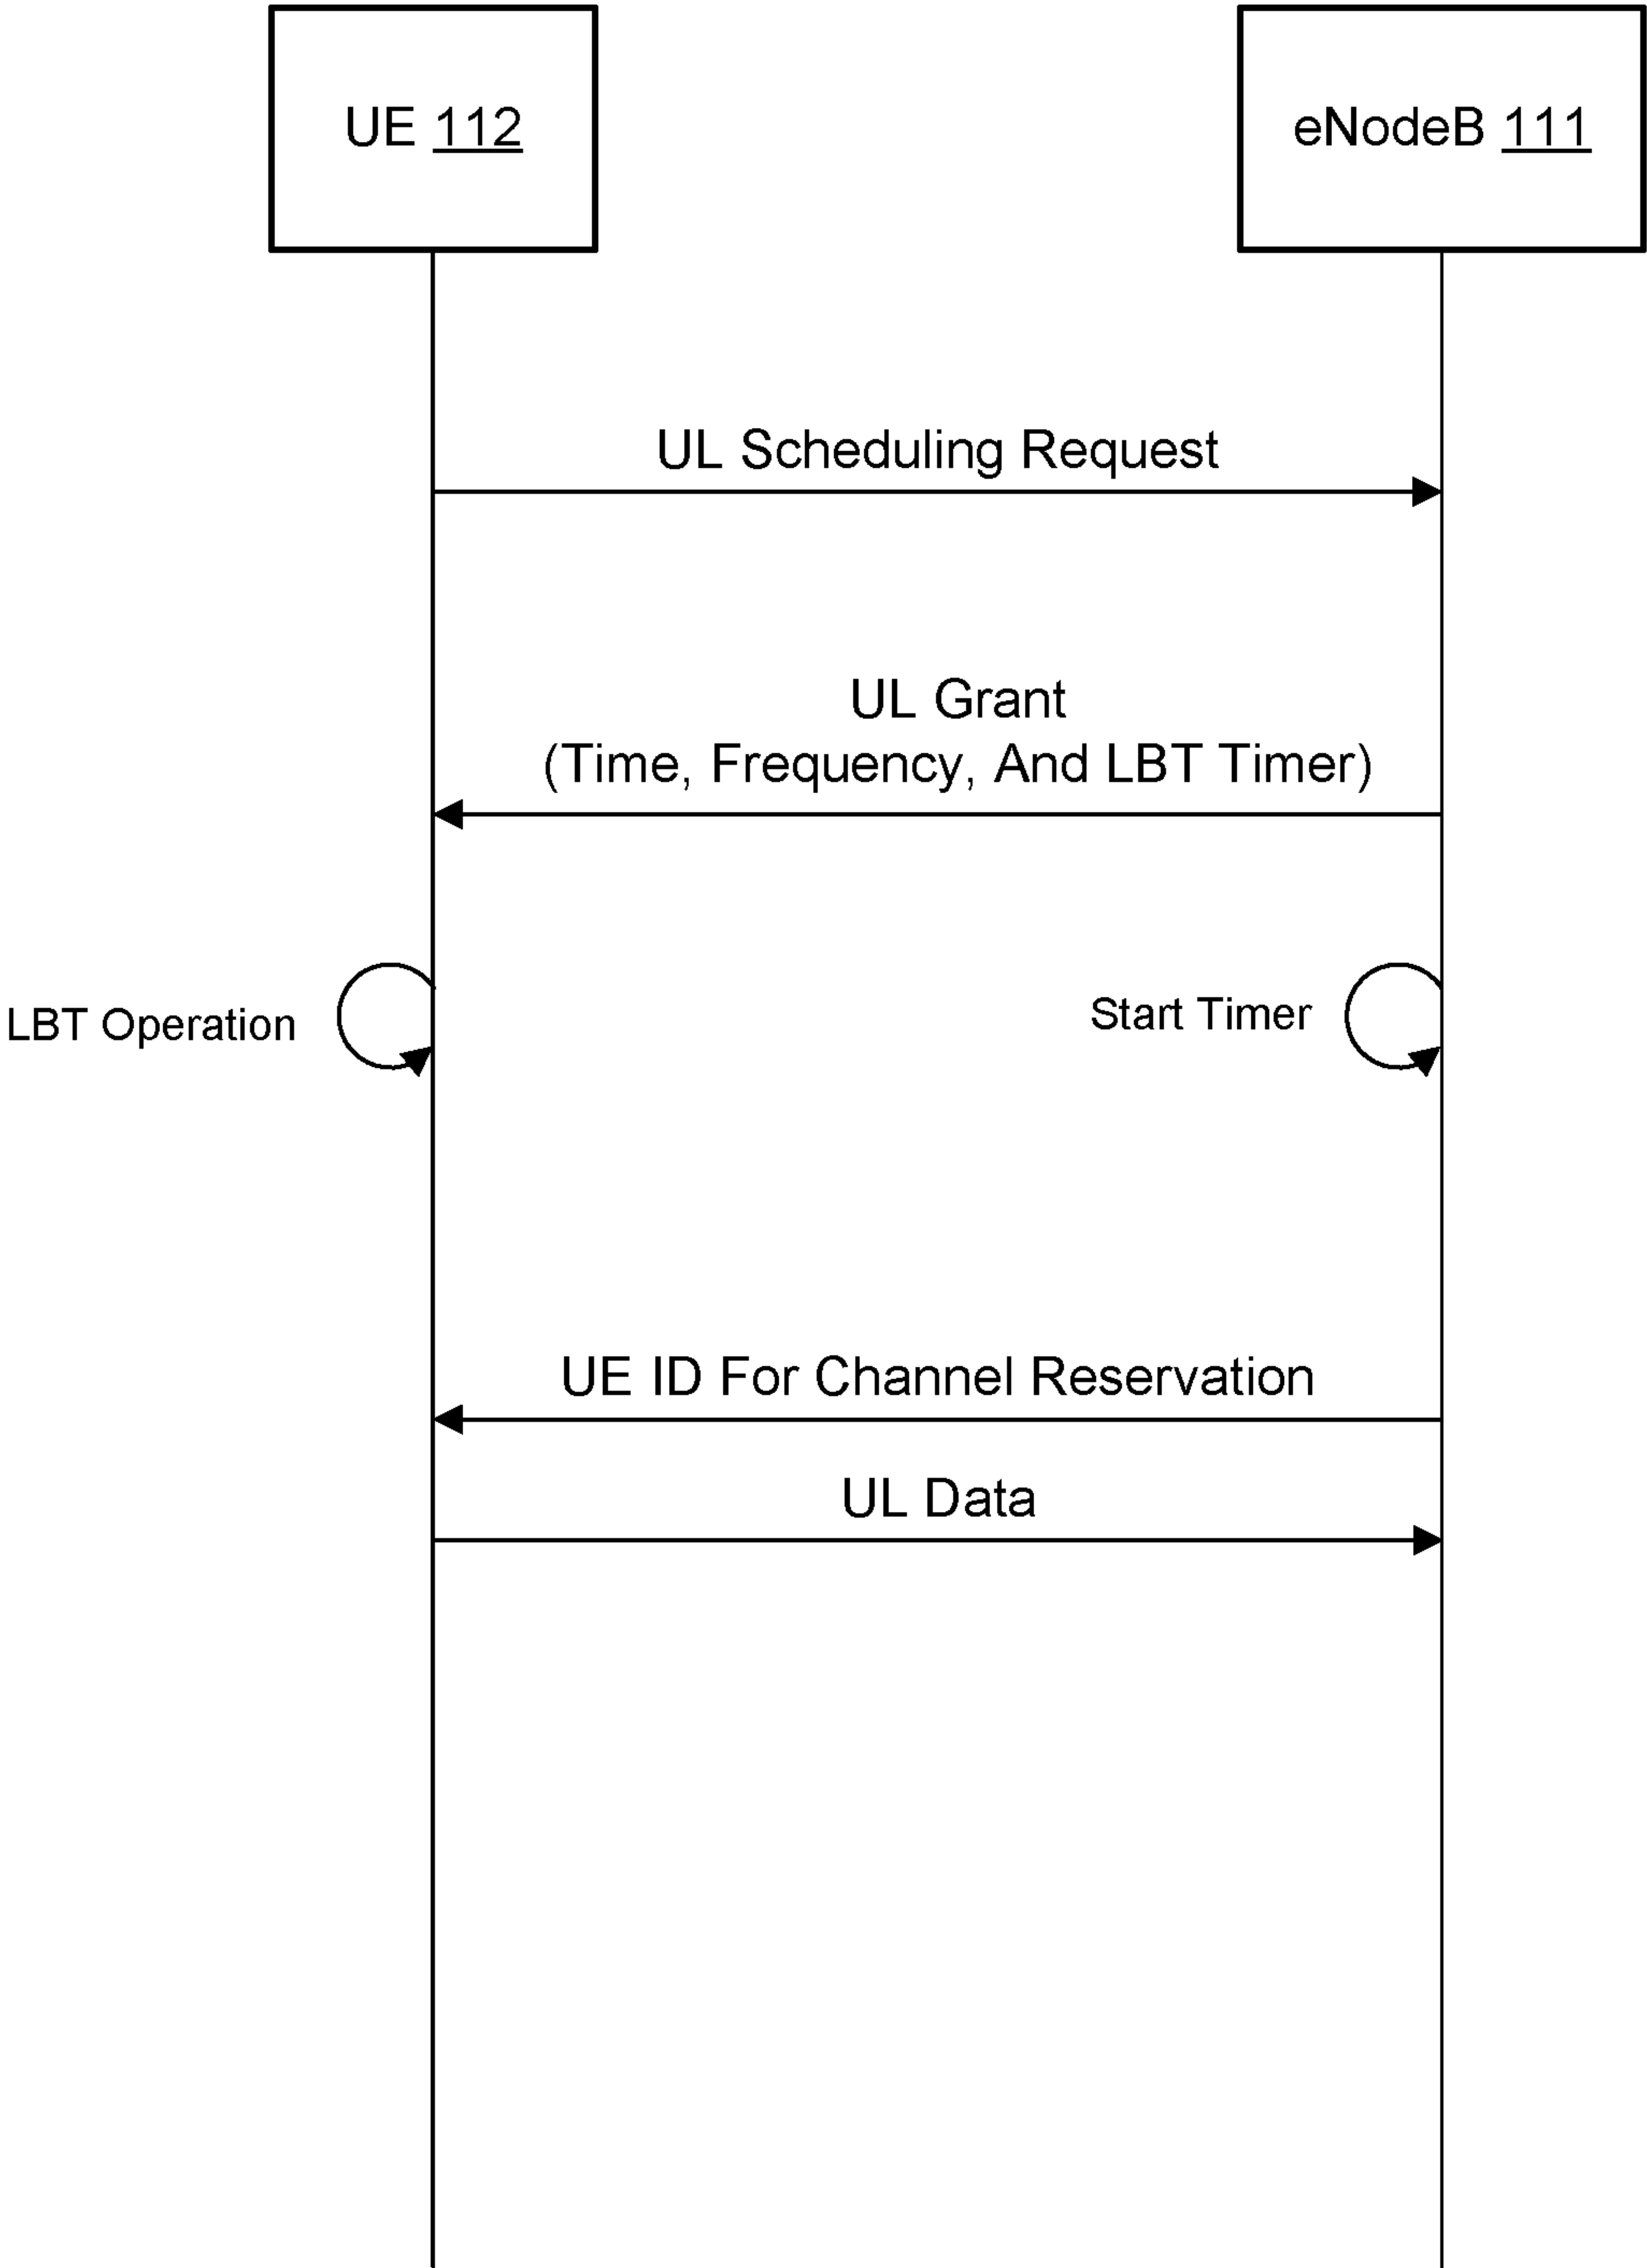 UE 112
eNodeB 111
UL Scheduling Request
UL Grant
(Time, Frequency, And LBT Timer)
LBT Operation
Start Timer
UE ID For Channel Reservation
UL Data